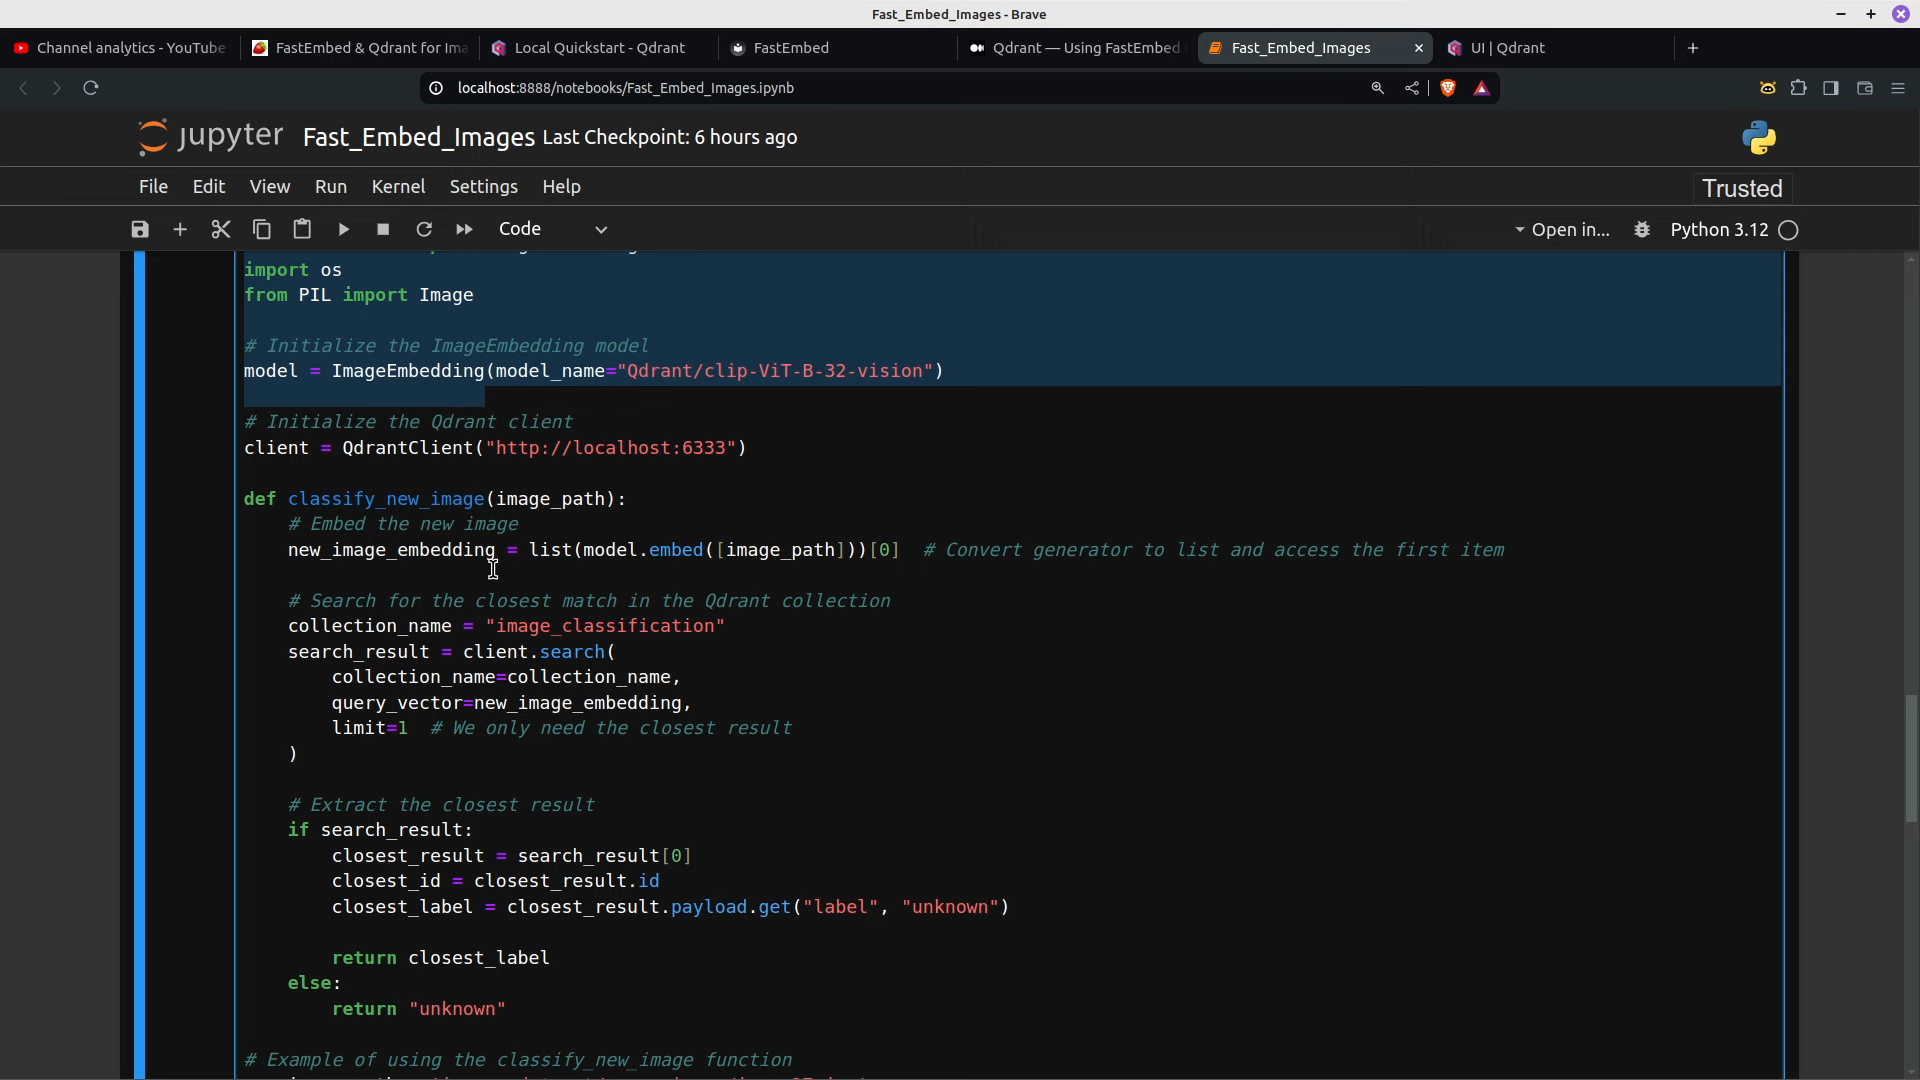 Fast_Embed_Images - Brave
Channel analytics - YouTube
FastEmbed & Qdrant for Ima
Local Quickstart - Qdrant
FastEmbed
Qdrant — Using FastEmbed
Fast_Embed_Images
UI | Qdrant
localhost:8888/notebooks/Fast_Embed_Images.ipynb
jupyter Fast_Embed_Images Last Checkpoint: 6 hours ago
File Edit View Run Kernel Settings Help
Trusted
Code
Open in...
Python 3.12
import os
from PIL import Image
# Initialize the ImageEmbedding model
model = ImageEmbedding(model_name="Qdrant/clip-ViT-B-32-vision")
# Initialize the Qdrant client
client = QdrantClient("http://localhost:6333")
def classify_new_image(image_path):
# Embed the new image
new_image_embedding = list(model.embed([image_path]))[0]  # Convert generator to list and access the first item
# Search for the closest match in the Qdrant collection
collection_name = "image_classification"
search_result = client.search(
collection_name=collection_name,
query_vector=new_image_embedding,
limit=1  # We only need the closest result
)
# Extract the closest result
if search_result:
closest_result = search_result[0]
closest_id = closest_result.id
closest_label = closest_result.payload.get("label", "unknown")
return closest_label
else:
return "unknown"
# Example of using the classify_new_image function